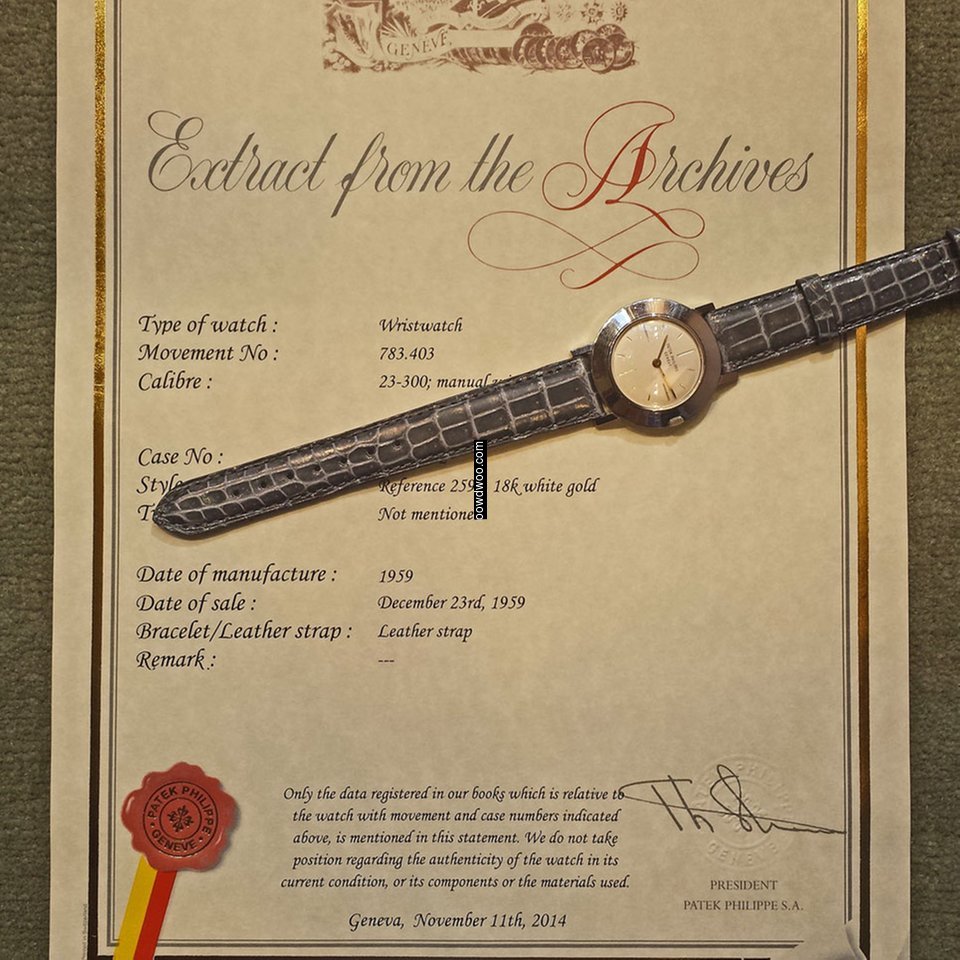 GENÈVE
Extract from the Archives
Type of watch : Wristwatch
Movement No : 783.403
Calibre : 23-300; manual
Case No :
Style Reference 259 18k white gold
Not mentioned
Date of manufacture : 1959
Date of sale : December 23rd, 1959
Bracelet/Leather strap : Leather strap
Remark : ---
Only the data registered in our books which is relative to
the watch with movement and case numbers indicated
above, is mentioned in this statement. We do not take
position regarding the authenticity of the watch in its
current condition, or its components or the materials used.
Geneva, November 11th, 2014
PATEK PHILIPPE
GENEVE
PRESIDENT
PATEK PHILIPPE S.A.
oowdwoo.com